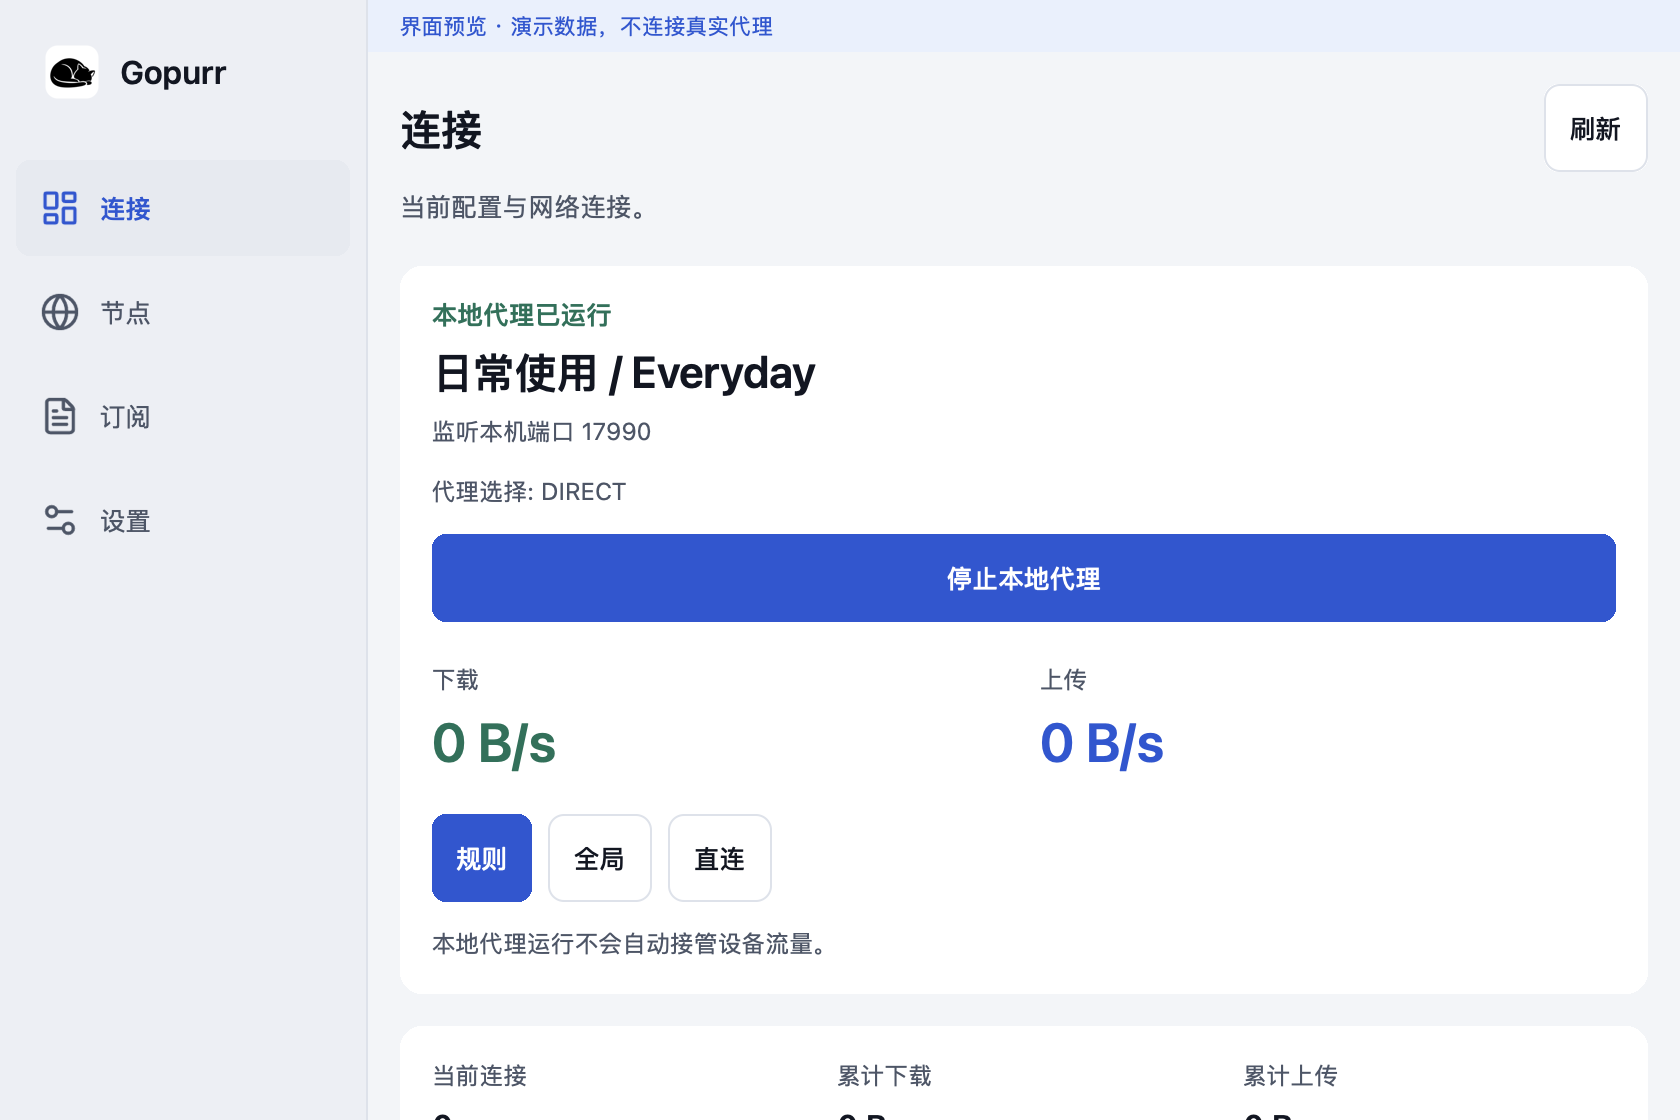 界面预览 · 演示数据，不连接真实代理
Gopurr
连接
节点
订阅
设置
连接
刷新
当前配置与网络连接。
本地代理已运行
日常使用 / Everyday
监听本机端口 17990
代理选择: DIRECT
停止本地代理
下载
上传
0 B/s
0 B/s
规则
全局
直连
本地代理运行不会自动接管设备流量。
当前连接
累计下载
累计上传